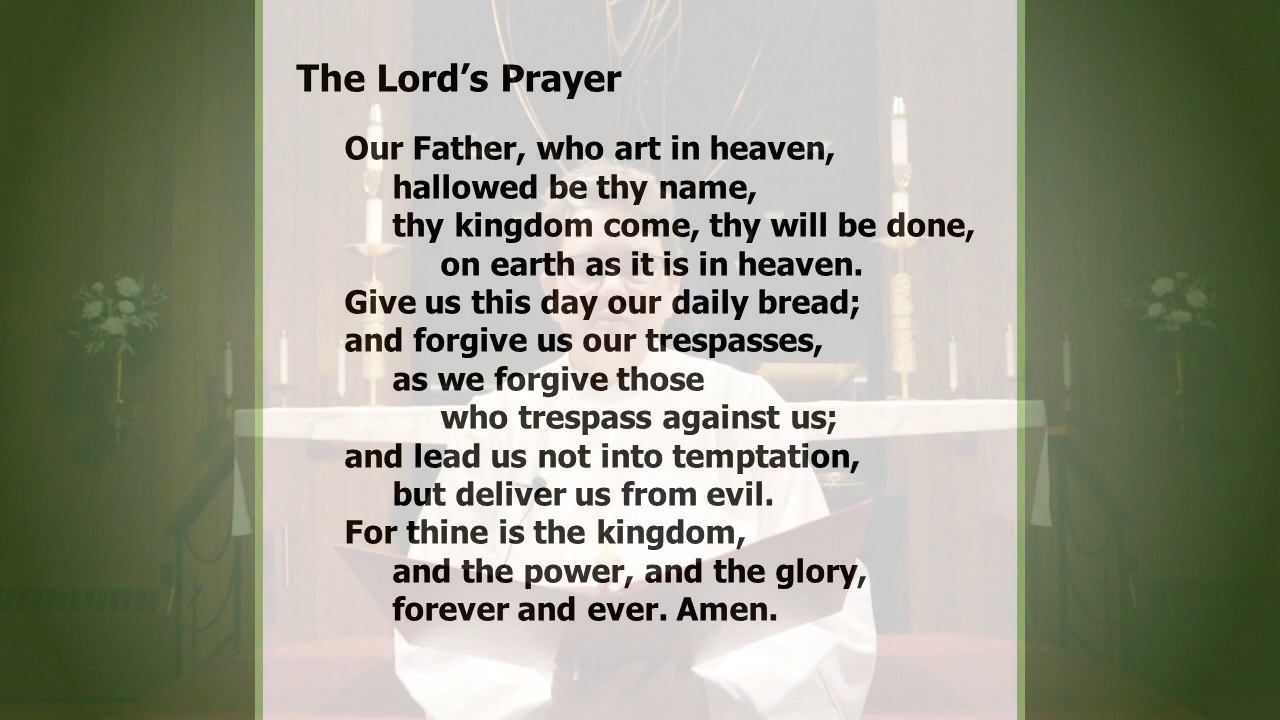 The Lord’s Prayer
Our Father, who art in heaven,
hallowed be thy name,
thy kingdom come, thy will be done,
on earth as it is in heaven.
Give us this day our daily bread;
and forgive us our trespasses,
as we forgive those
who trespass against us;
and lead us not into temptation,
but deliver us from evil.
For thine is the kingdom,
and the power, and the glory,
forever and ever. Amen.